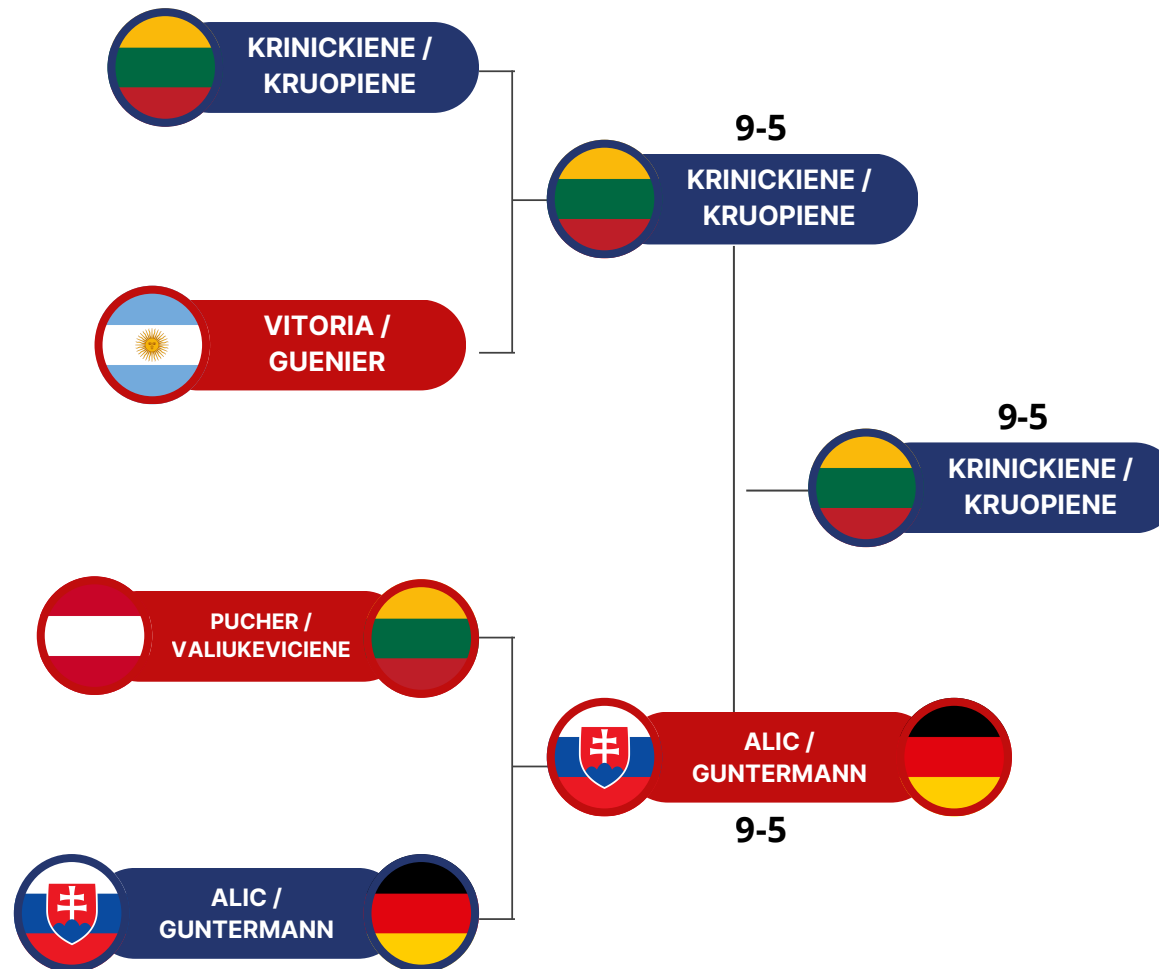 KRINICKIENE /
KRUOPIENE
9-5
KRINICKIENE /
KRUOPIENE
VITORIA /
GUENIER
9-5
KRINICKIENE /
KRUOPIENE
PUCHER /
VALIUKEVICIENE
ALIC /
GUNTERMANN
9-5
ALIC /
GUNTERMANN